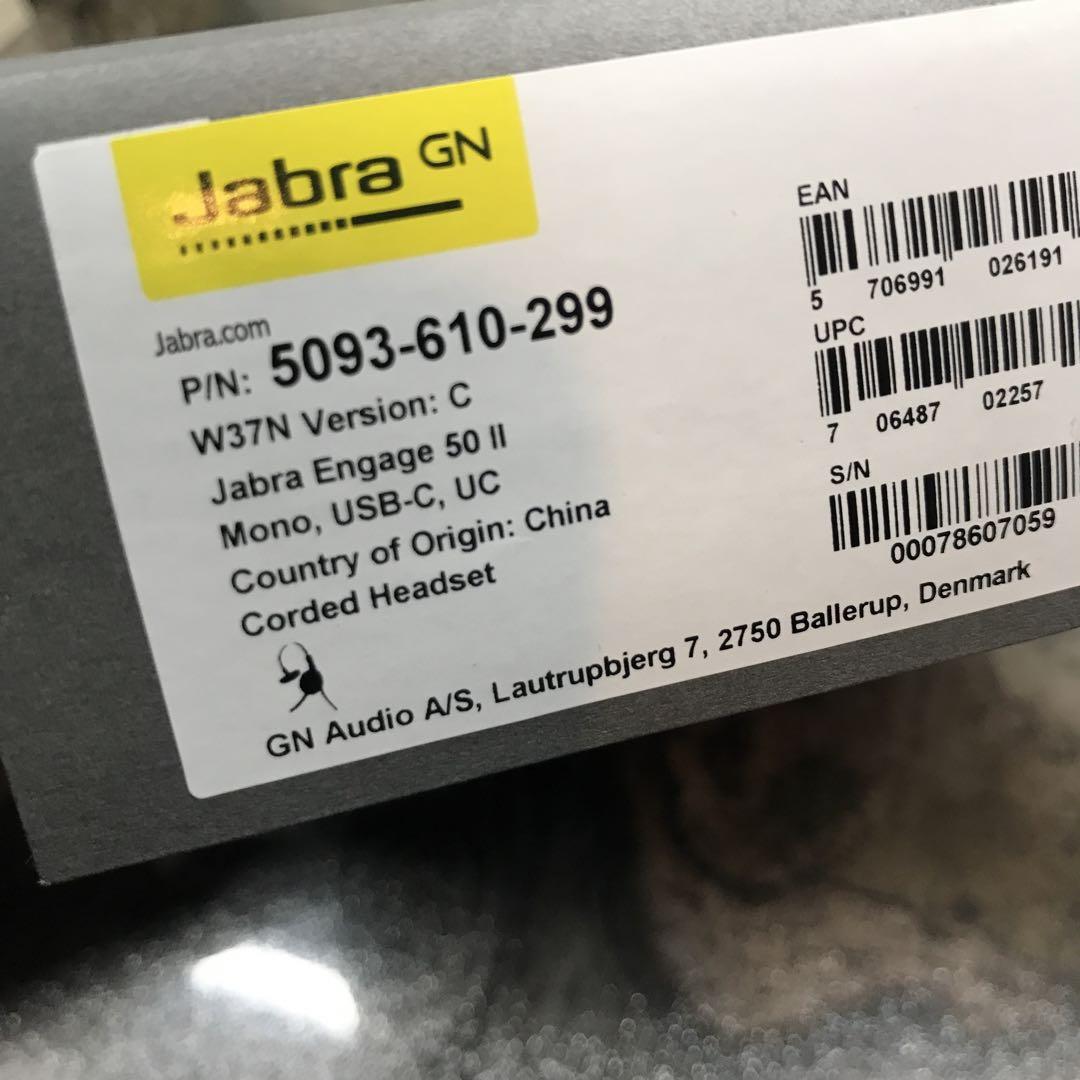 Jabra GN
Jabra.com
P/N: 5093-610-299
W37N Version: C
Jabra Engage 50 II
Mono, USB-C, UC
Country of Origin: China
Corded Headset
EAN
5 706991 026191
UPC
7 06487 02257
S/N
00078607059
GN Audio A/S, Lautrupbjerg 7, 2750 Ballerup, Denmark